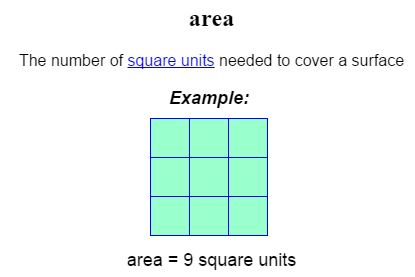 area
The number of square units needed to cover a surface
Example:
area = 9 square units